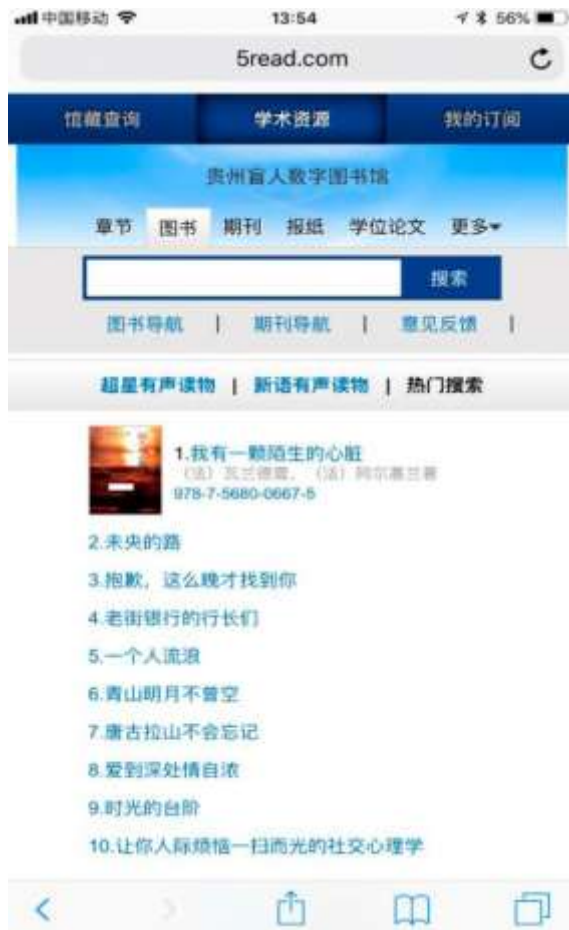 中国移动 13:54 56%
5read.com
馆藏查询 学术资源 我的订阅
贵州盲人数字图书馆
章节 图书 期刊 报纸 学位论文 更多▾
搜索
图书导航 | 期刊导航 | 意见反馈 |
超星有声读物 | 新语有声读物 | 热门搜索
1.我有一颗陌生的心脏
978-7-5680-0667-5
2.未央的路
3.抱歉，这么晚才找到你
4.老街银行的行长们
5.一个人流浪
6.青山明月不曾空
7.唐古拉山不会忘记
8.爱到深处情自浓
9.时光的台阶
10.让你人际烦恼一扫而光的社交心理学